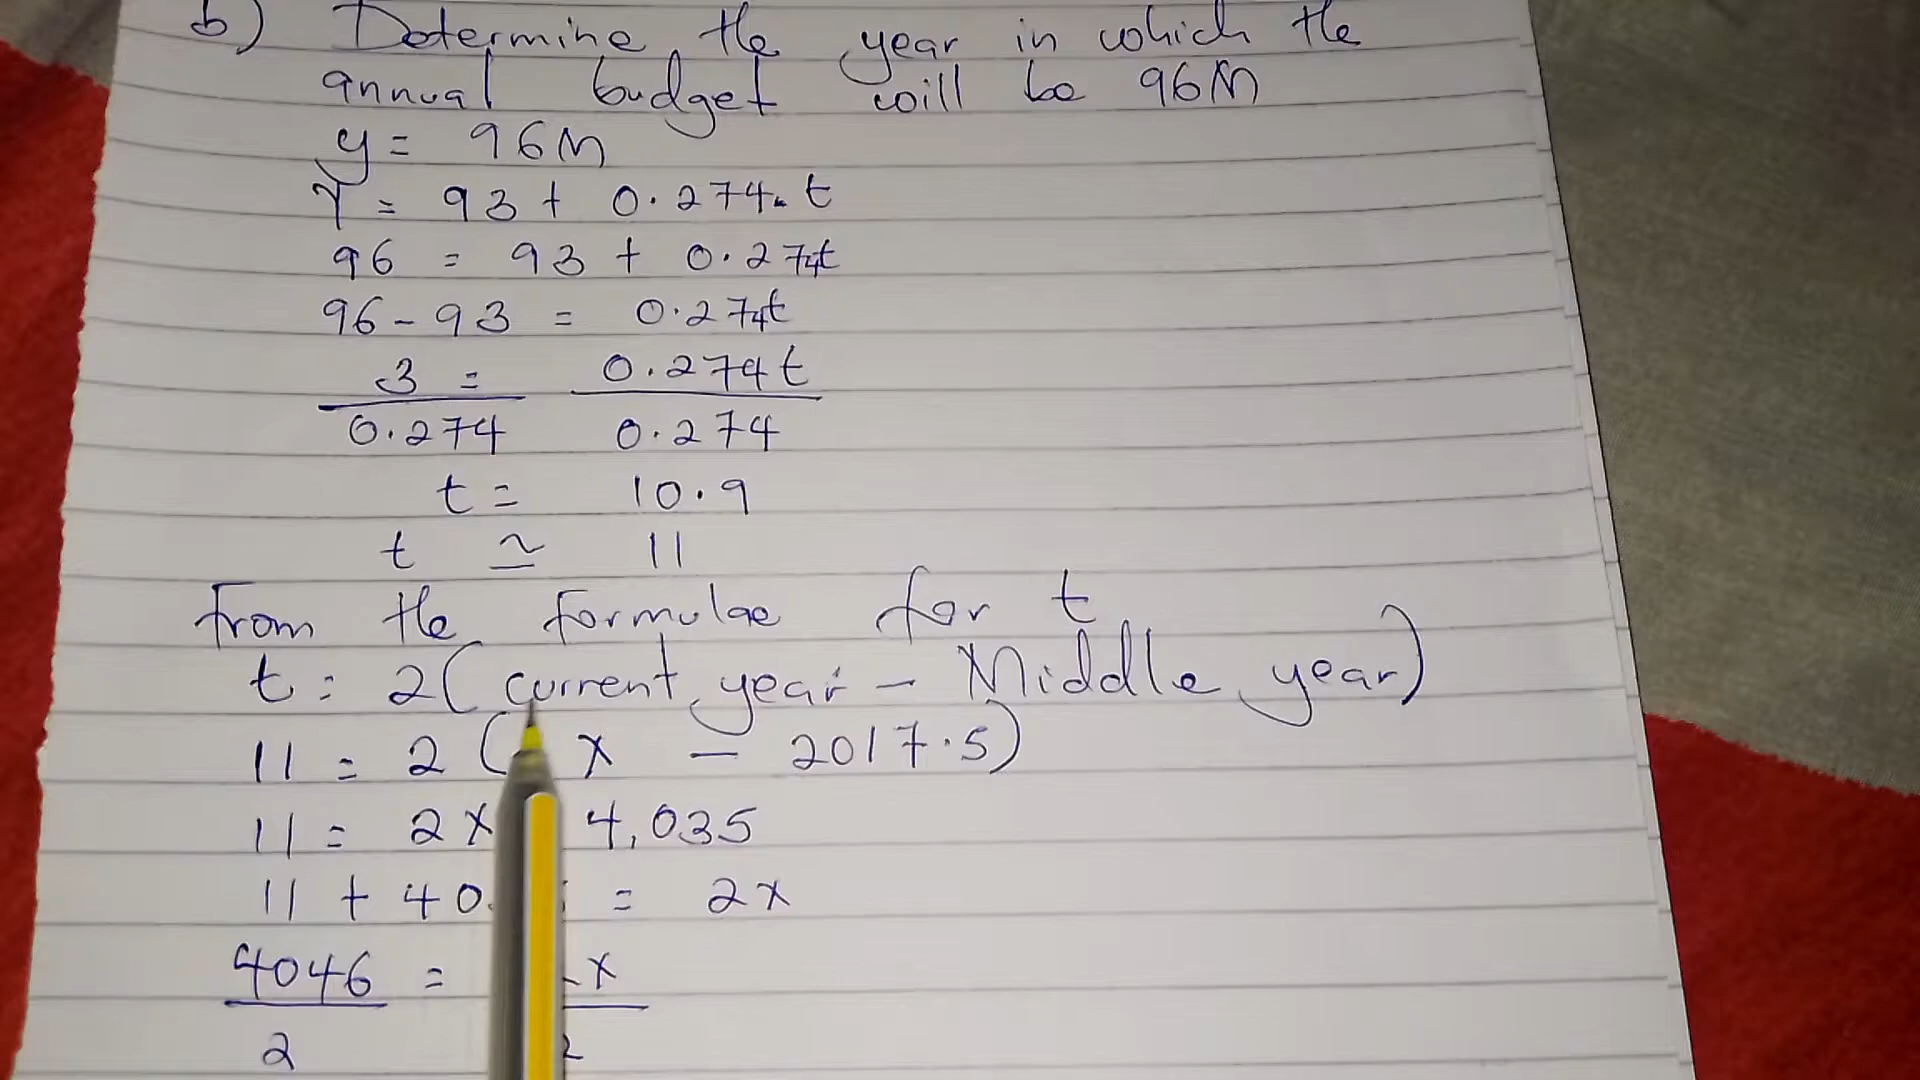 b) Determine the year in which the
annual budget will be 96M
y = 96M
Y = 93 + 0.274 . t
96 = 93 + 0.274t
96 - 93 = 0.274t
3 = 0.274t
0.274 0.274
t = 10.9
t ≃ 11
From the formulae for t
t = 2(current year - Middle year)
11 = 2 ( x - 2017.5)
11 = 2x 4,035
11 + 40 = 2x
4046 = x
2 2